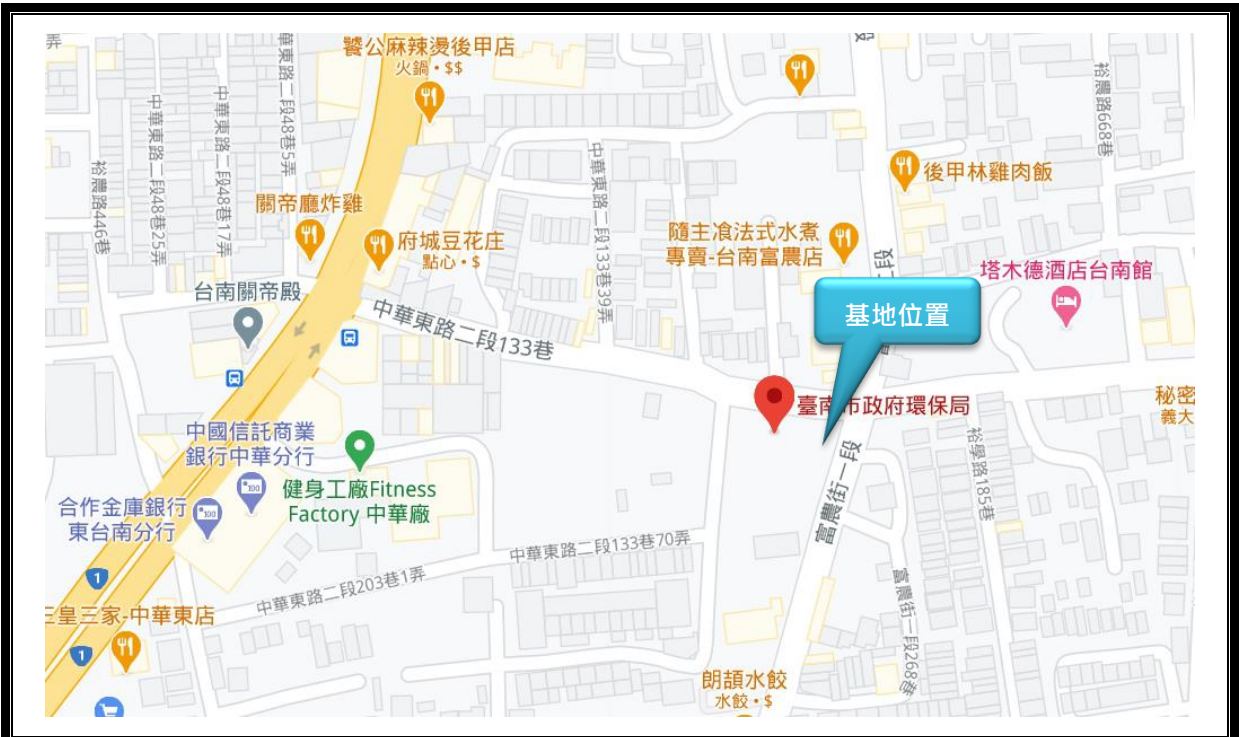 弄
饕公麻辣燙後甲店
火鍋・$$
中華東路二段48巷5弄
中華東路二段48巷17弄
中華東路二段48巷25弄
裕農路446巷
關帝廳炸雞
府城豆花庄
點心・$
台南關帝殿
中華東路二段133巷
中華東路二段133巷39弄
隨主飡法式水煮
專賣-台南富農店
後甲林雞肉飯
裕農路668巷
段
塔木德酒店台南館
基地位置
臺南市政府環保局
秘密
義大
中國信託商業
銀行中華分行
健身工廠Fitness
Factory 中華廠
合作金庫銀行
東台南分行
富農街一段
裕學路185巷
中華東路二段133巷70弄
中華東路二段203巷1弄
富農街一段268巷
1
三皇三家-中華東店
1
朗頡水餃
水餃・$